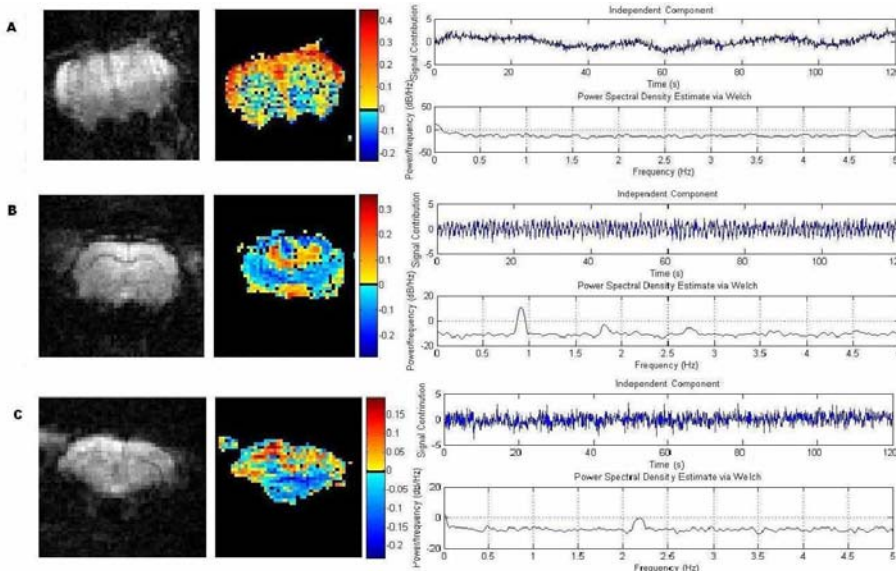 A
0.4
0.3
0.2
0.1
0
-0.1
-0.2
Independent Component
Signal Contribution
5
0
-5
0 20 40 60 80 100 120
Time (s)
Power Spectral Density Estimate via Welch
Power/frequency (dB/Hz)
50
0
-50
0.5 1 1.5 2 2.5 3 3.5 4 4.5 5
Frequency (Hz)
B
0.3
0.2
0.1
0
-0.1
-0.2
Independent Component
Signal Contribution
5
0
-5
0 20 40 60 80 100 120
Time (s)
Power Spectral Density Estimate via Welch
Power/frequency (dB/Hz)
20
0
-20
0 0.5 1 1.5 2 2.5 3 3.5 4 4.5 5
Frequency (Hz)
C
0.15
0.1
0.05
0
-0.05
-0.1
-0.15
-0.2
Independent Component
Signal Contribution
5
0
-5
0 20 40 60 80 100 120
Time (s)
Power Spectral Density Estimate via Welch
Power/frequency (dB/Hz)
20
0
-20
0 0.5 1 1.5 2 2.5 3 3.5 4 4.5 5
Frequency (Hz)